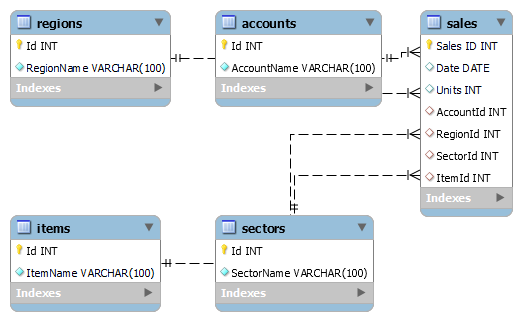 regions
Id INT
RegionName VARCHAR(100)
Indexes
accounts
Id INT
AccountName VARCHAR(100)
Indexes
sales
Sales ID INT
Date DATE
Units INT
AccountId INT
RegionId INT
SectorId INT
ItemId INT
Indexes
items
Id INT
ItemName VARCHAR(100)
Indexes
sectors
Id INT
SectorName VARCHAR(100)
Indexes